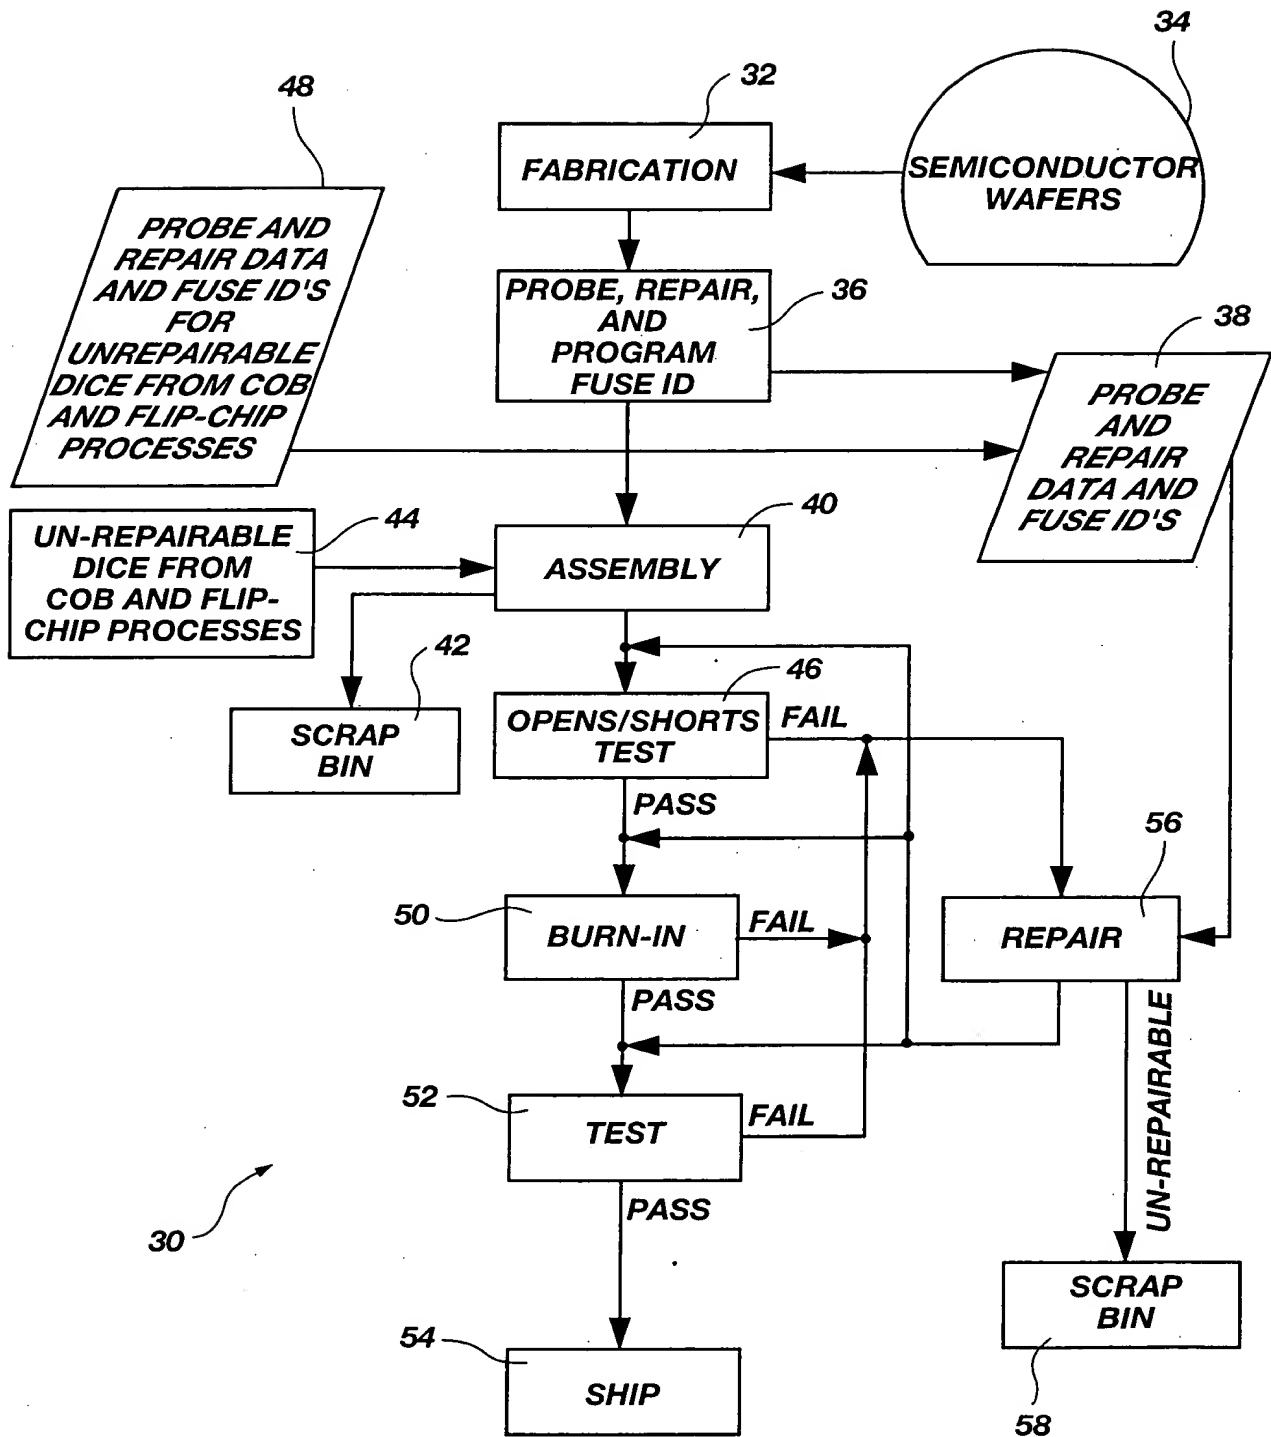 34
32
48
FABRICATION
SEMICONDUCTOR
WAFERS
PROBE AND
REPAIR DATA
AND FUSE ID'S
FOR
UNREPAIRABLE
DICE FROM COB
AND FLIP-CHIP
PROCESSES
PROBE, REPAIR,
AND
PROGRAM
FUSE ID
36
38
PROBE
AND
REPAIR
DATA AND
FUSE ID'S
44
UN-REPAIRABLE
DICE FROM
COB AND FLIP-
CHIP PROCESSES
40
ASSEMBLY
42
SCRAP
BIN
46
OPENS/SHORTS
TEST
FAIL
PASS
56
50
BURN-IN
FAIL
REPAIR
PASS
UN-REPAIRABLE
52
TEST
FAIL
30
PASS
SCRAP
BIN
54
SHIP
58